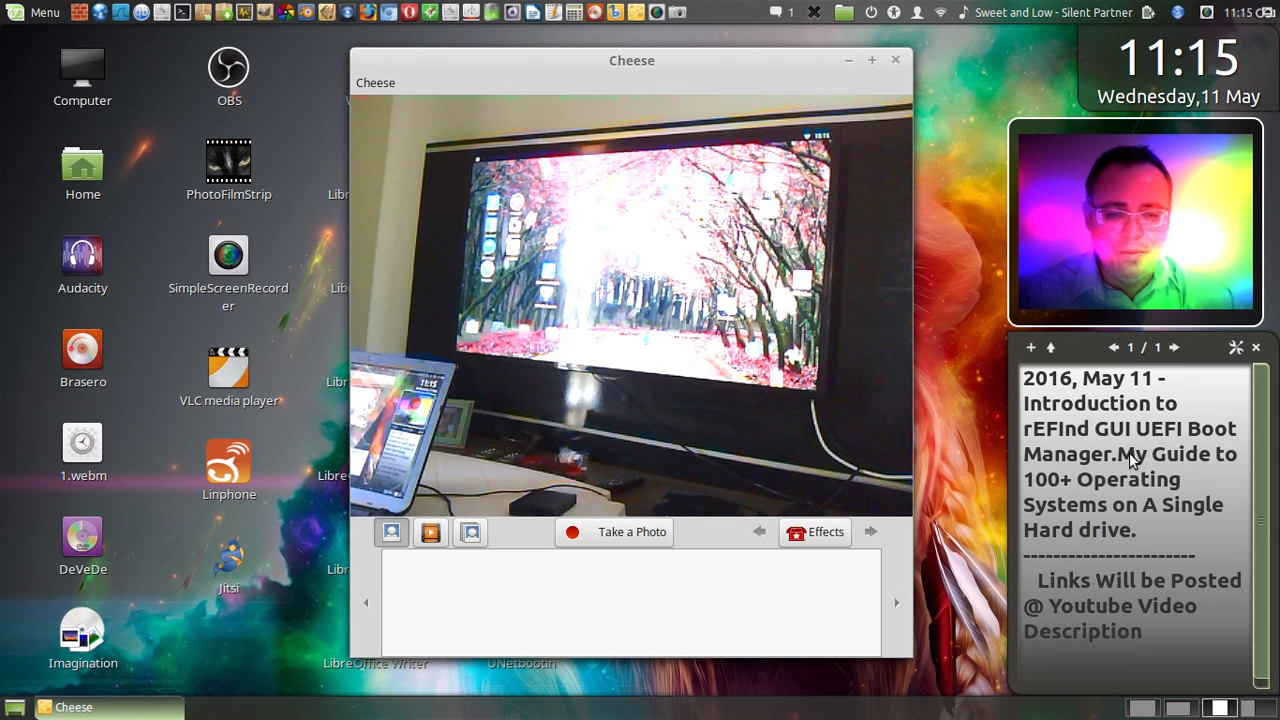 Menu
1
Sweet and Low - Silent Partner
11:15
Computer
OBS
Home
PhotoFilmStrip
Audacity
SimpleScreenRecord
er
Brasero
VLC media player
1.webm
Linphone
DeVeDe
Jitsi
Imagination
LibreOffice Writer
UNetbootin
Cheese
Cheese
Take a Photo
Effects
11:15
Wednesday,11 May
1 / 1
2016, May 11 -
Introduction to
rEFInd GUI UEFI Boot
Manager.My Guide to
100+ Operating
Systems on A Single
Hard drive.
-----------------------
Links Will be Posted
@ Youtube Video
Description
Cheese